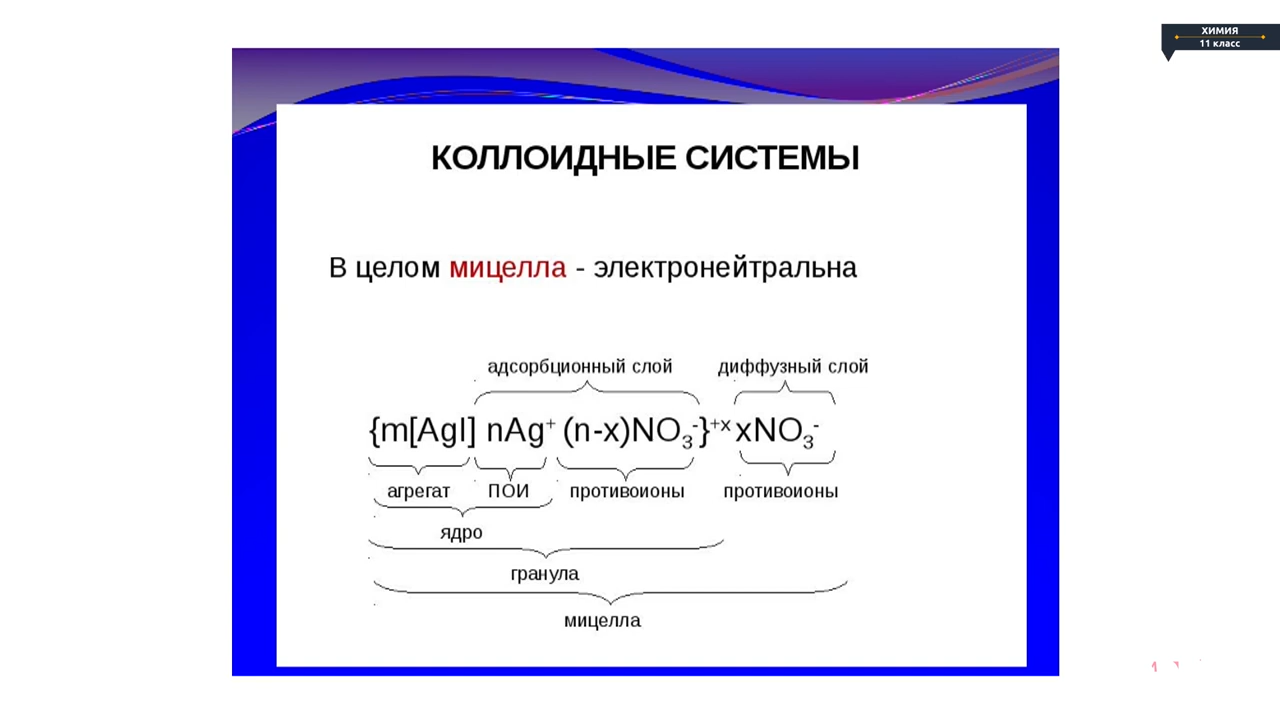 ХИМИЯ
11 класс
КОЛЛОИДНЫЕ СИСТЕМЫ
В целом мицелла - электронейтральна
адсорбционный слой диффузный слой
{m[AgI] nAg⁺ (n-x)NO₃⁻}⁺ˣ xNO₃⁻
агрегат ПОИ противоионы противоионы
ядро
гранула
мицелла